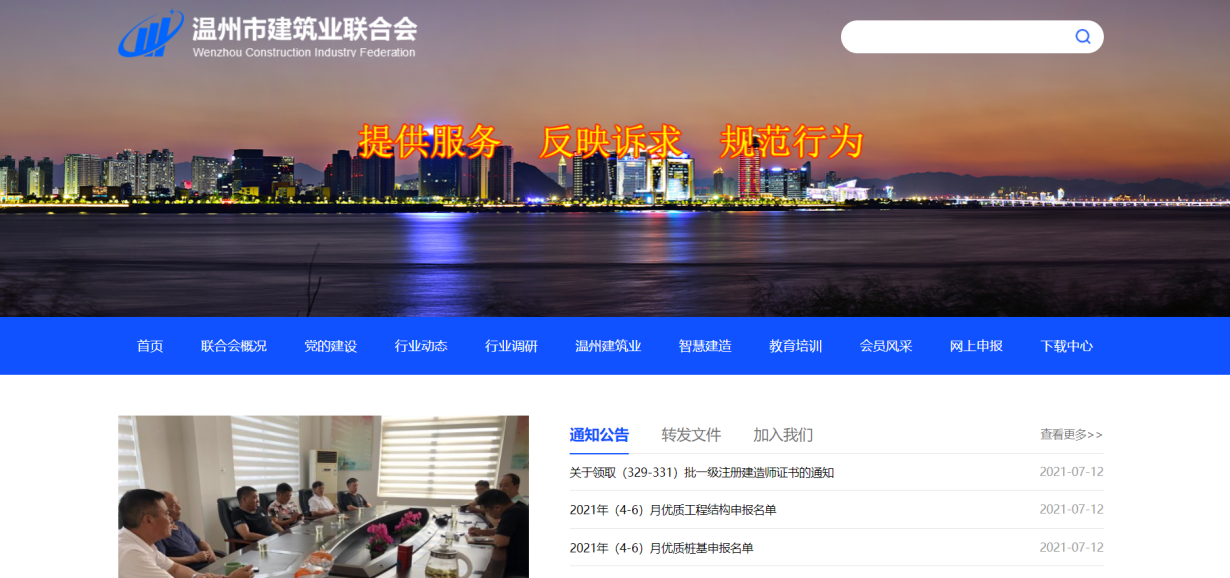 温州市建筑业联合会
Wenzhou Construction Industry Federation
提供服务 反映诉求 规范行为
首页 联合会概况 党的建设 行业动态 行业调研 温州建筑业 智慧建造 教育培训 会员风采 网上申报 下载中心
通知公告 转发文件 加入我们 查看更多>>
关于领取（329-331）批一级注册建造师证书的通知 2021-07-12
2021年（4-6）月优质工程结构申报名单 2021-07-12
2021年（4-6）月优质桩基申报名单 2021-07-12